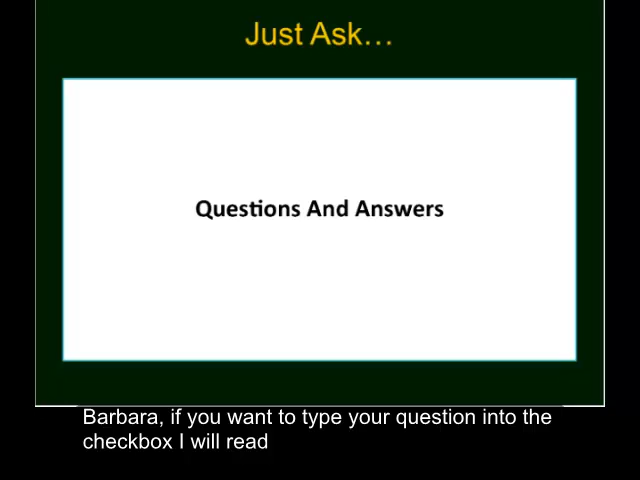 Just Ask…
Questions And Answers
Barbara, if you want to type your question into the
checkbox I will read